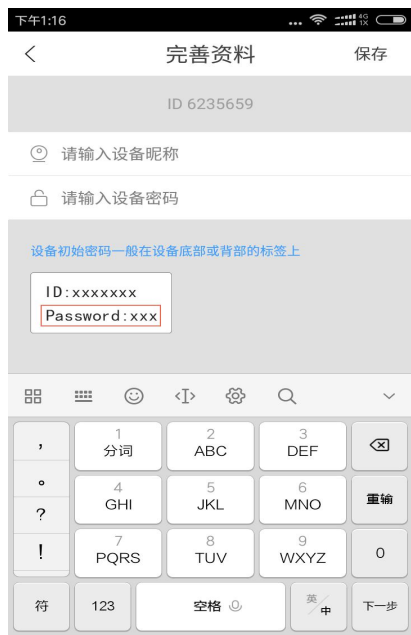 下午1:16
... 4G 1X
完善资料
保存
ID 6235659
请输入设备昵称
请输入设备密码
设备初始密码一般在设备底部或背部的标签上
ID:xxxxxxx
Password:xxx
, 1 2 3
分词 ABC DEF
。 4 5 6
GHI JKL MNO 重输
?
! 7 8 9
PQRS TUV WXYZ 0
符 123 空格 英/中 下一步